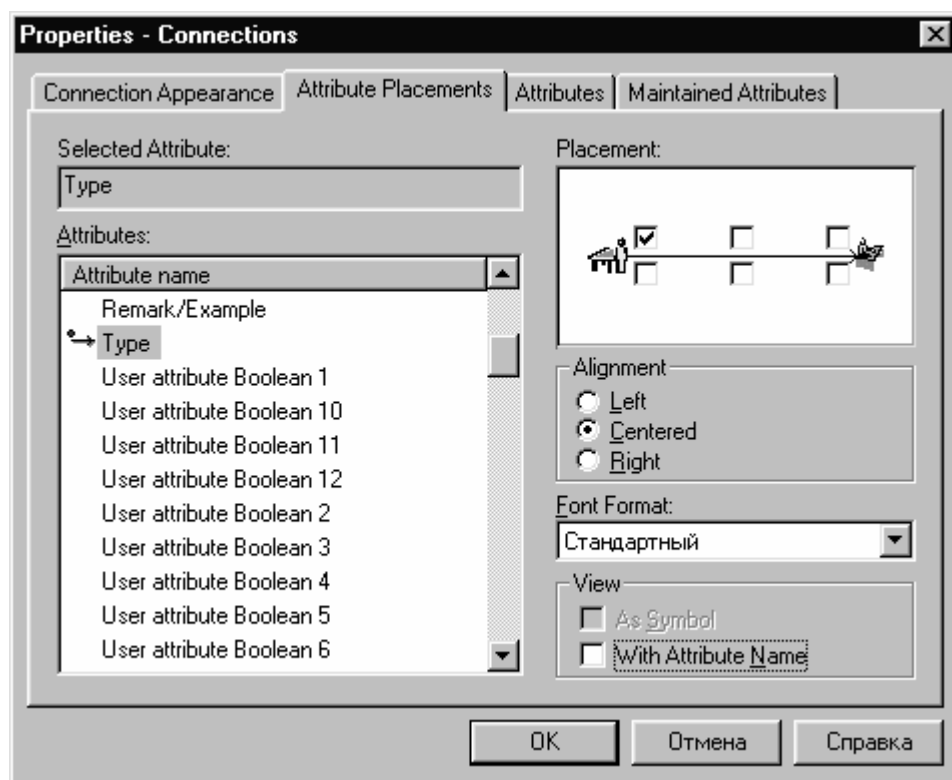 Properties - Connections
Connection Appearance Attribute Placements Attributes Maintained Attributes
Selected Attribute:
Type
Attributes:
Attribute name
Remark/Example
Type
User attribute Boolean 1
User attribute Boolean 10
User attribute Boolean 11
User attribute Boolean 12
User attribute Boolean 2
User attribute Boolean 3
User attribute Boolean 4
User attribute Boolean 5
User attribute Boolean 6
Placement:
Alignment
Left
Centered
Right
Font Format:
Стандартный
View
As Symbol
With Attribute Name
OK Отмена Справка